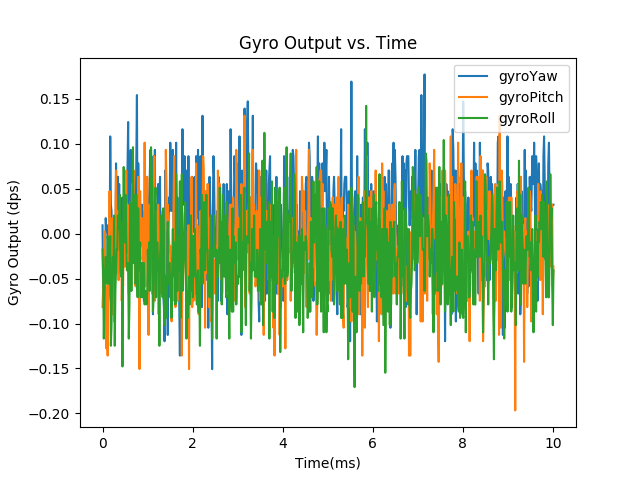 Gyro Output vs. Time
gyroYaw
gyroPitch
gyroRoll
0.15
0.10
0.05
0.00
−0.05
−0.10
−0.15
−0.20
Gyro Output (dps)
0 2 4 6 8 10
Time(ms)